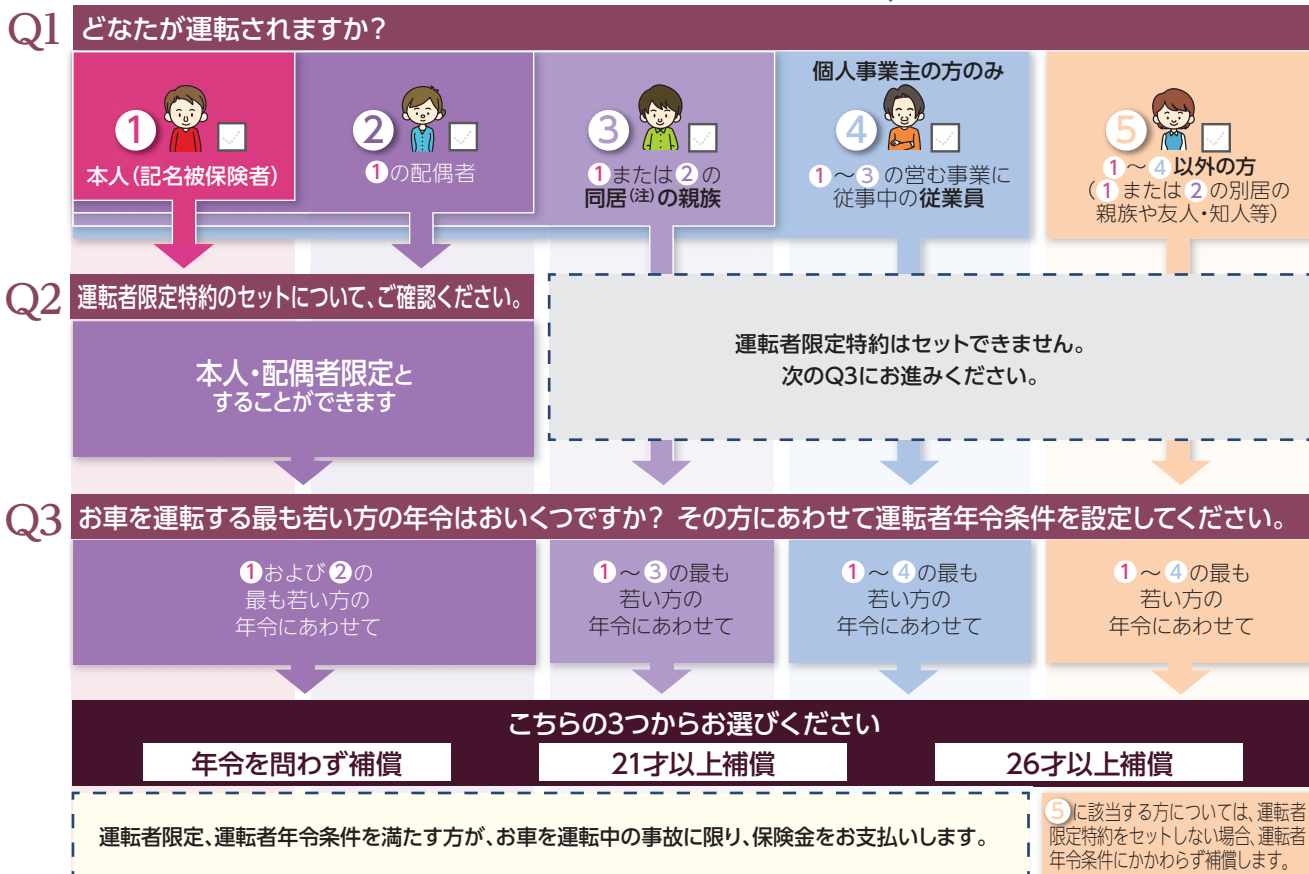 Q1 どなたが運転されますか?
1
本人(記名被保険者)
2
1の配偶者
3
1または2の
同居(注)の親族
個人事業主の方のみ
4
1～3の営む事業に
従事中の従業員
5
1～4以外の方
(1または2の別居の
親族や友人・知人等)
Q2 運転者限定特約のセットについて、ご確認ください。
本人・配偶者限定と
することができます
運転者限定特約はセットできません。
次のQ3にお進みください。
Q3 お車を運転する最も若い方の年令はおいくつですか? その方にあわせて運転者年令条件を設定してください。
1および2の
最も若い方の
年令にあわせて
1～3の最も
若い方の
年令にあわせて
1～4の最も
若い方の
年令にあわせて
1～4の最も
若い方の
年令にあわせて
こちらの3つからお選びください
年令を問わず補償
21才以上補償
26才以上補償
運転者限定、運転者年令条件を満たす方が、お車を運転中の事故に限り、保険金をお支払いします。
5に該当する方については、運転者
限定特約をセットしない場合、運転者
年令条件にかかわらず補償します。